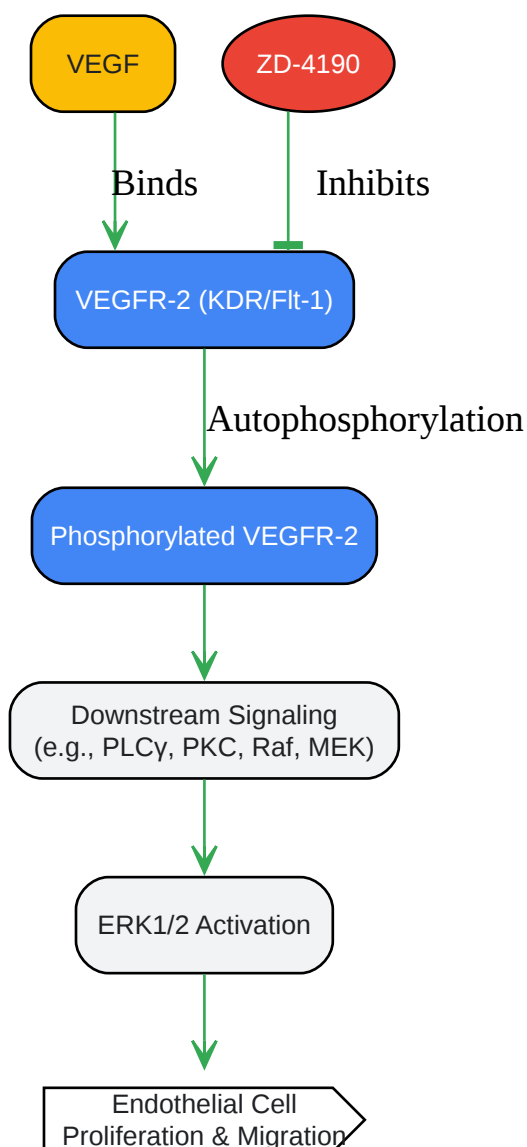 VEGF
ZD-4190
Binds
Inhibits
VEGFR-2 (KDR/Flt-1)
Autophosphorylation
Phosphorylated VEGFR-2
Downstream Signaling
(e.g., PLCγ, PKC, Raf, MEK)
ERK1/2 Activation
Endothelial Cell
Proliferation & Migration